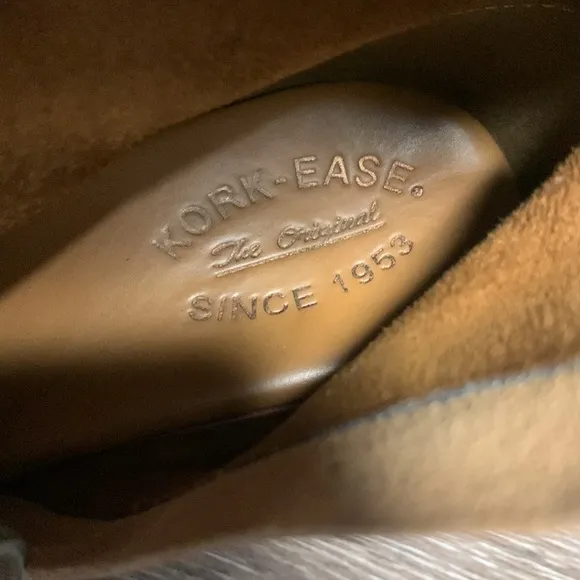 KORK-EASE®
The Original
SINCE 1953